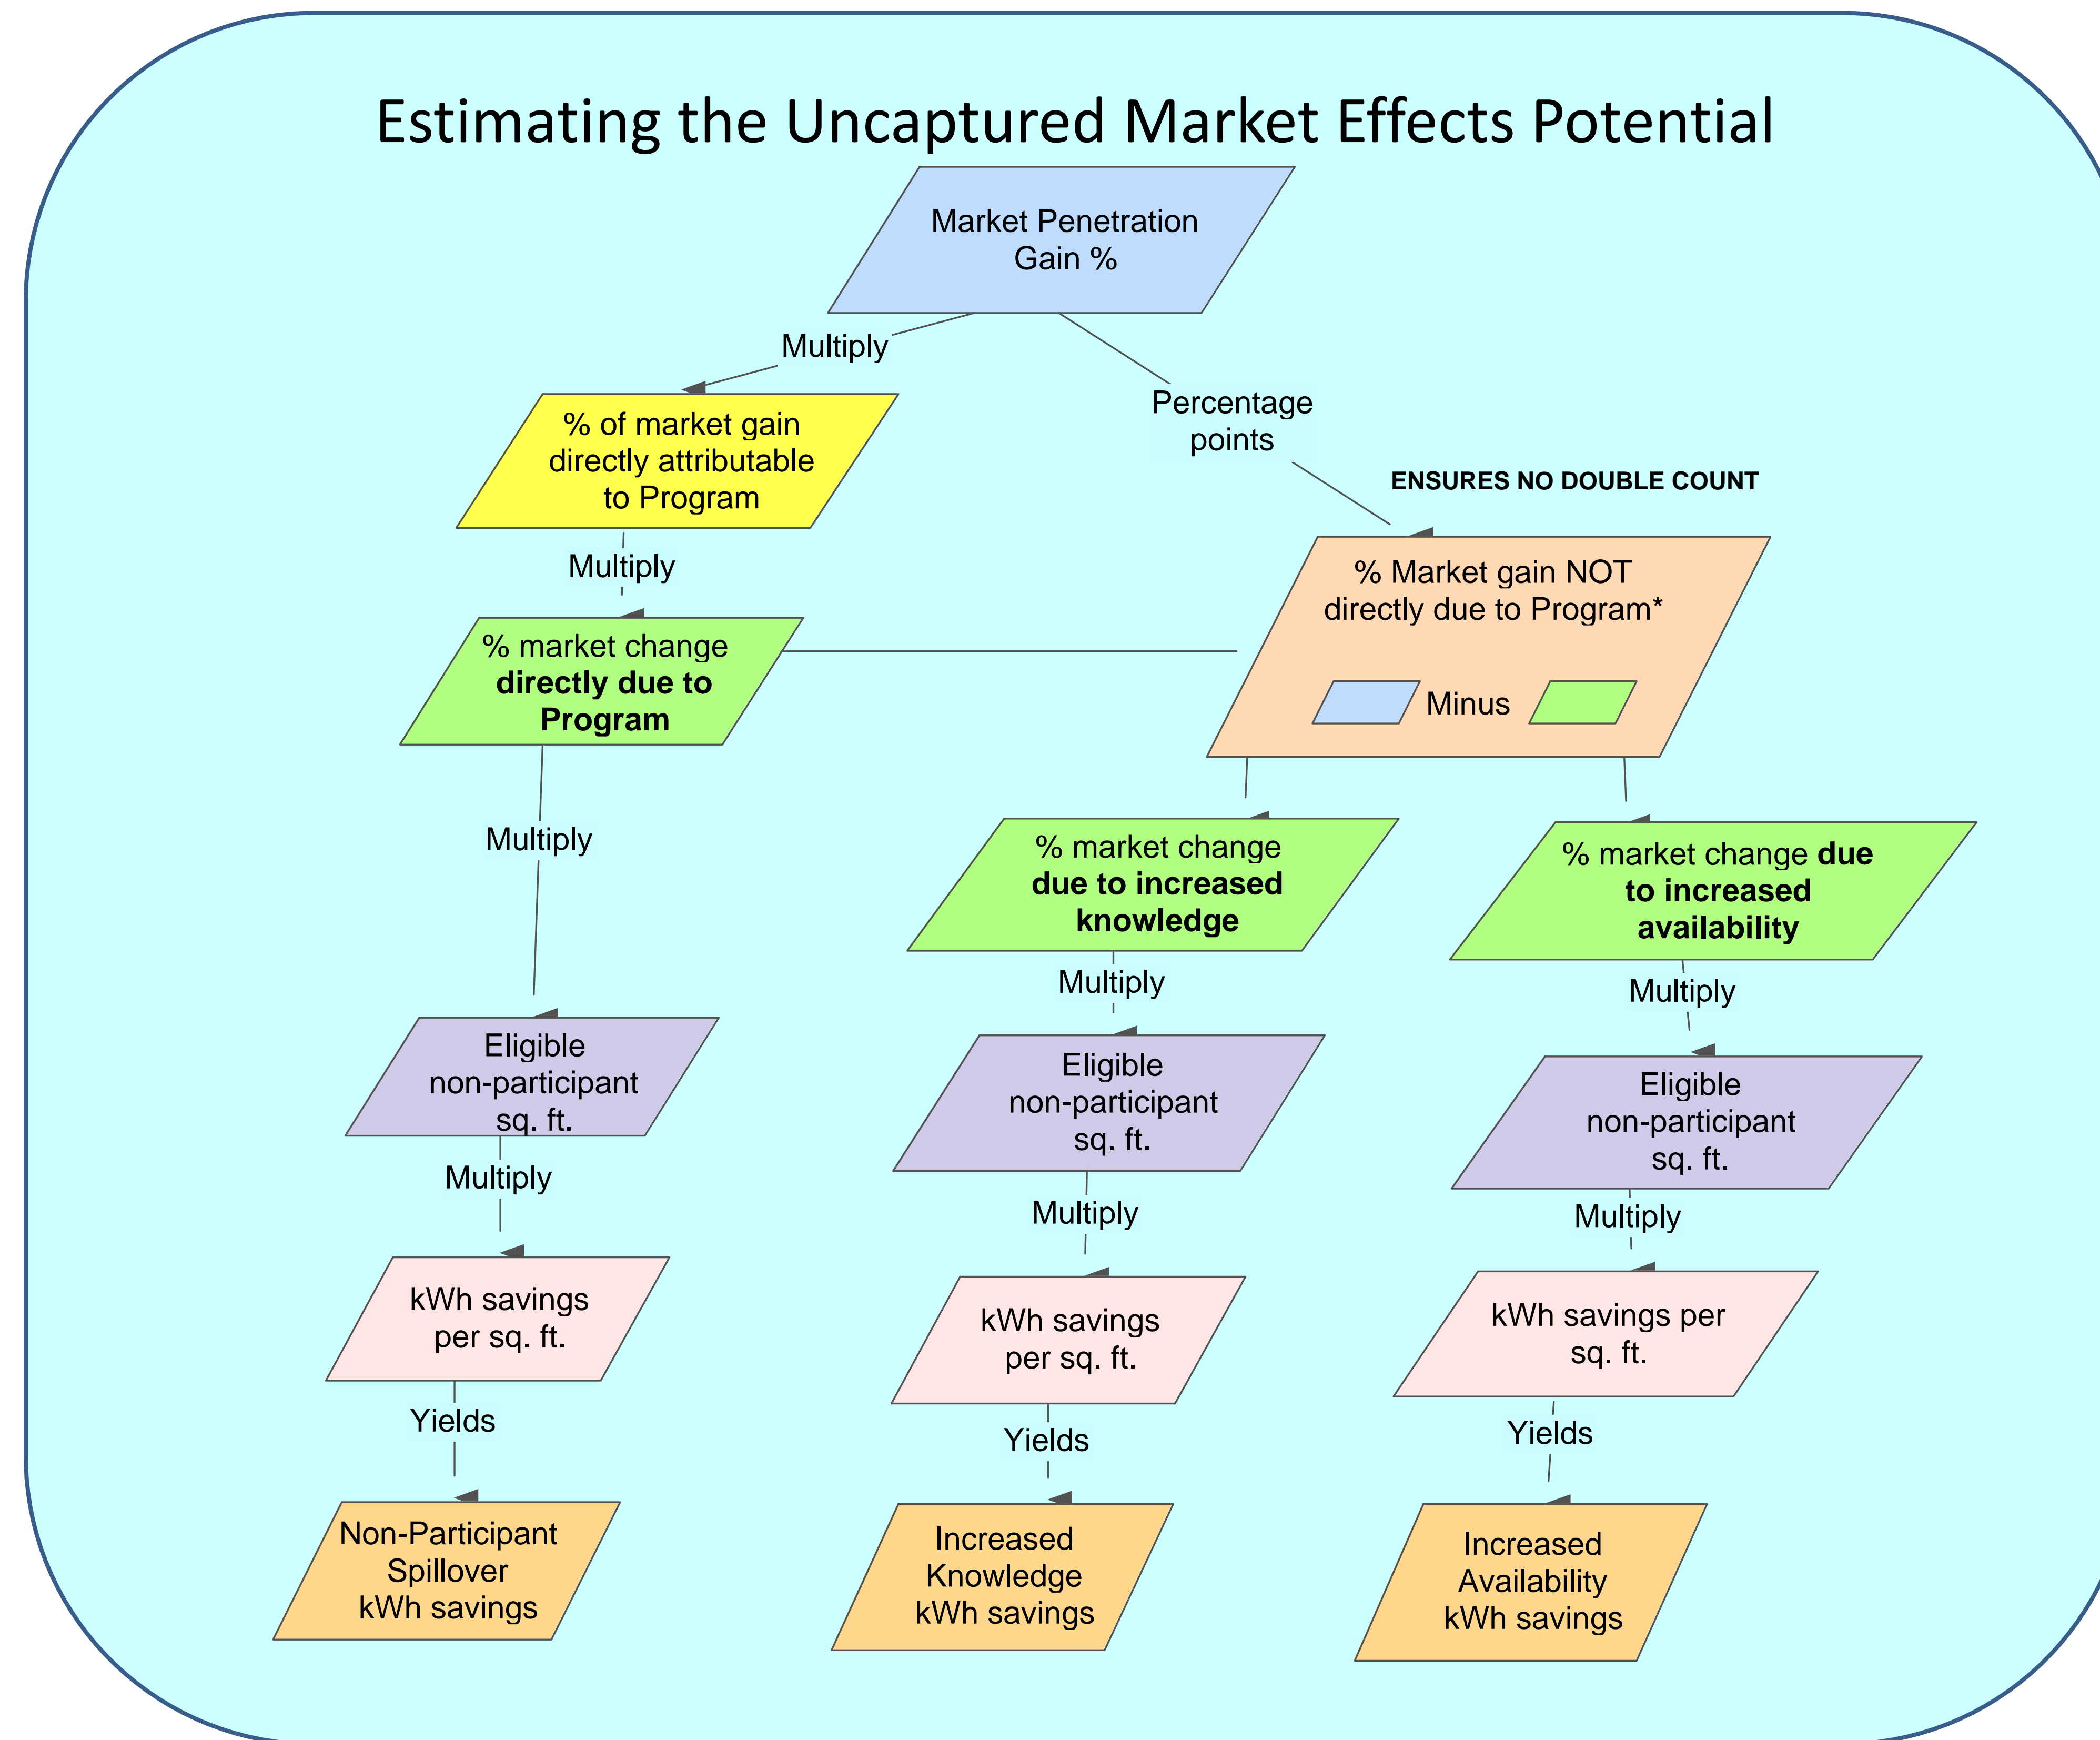 Estimating the Uncaptured Market Effects Potential
Market Penetration
Gain %
Multiply
Percentage
points
% of market gain
directly attributable
to Program
ENSURES NO DOUBLE COUNT
Multiply
% Market gain NOT
directly due to Program*
Minus
% market change
directly due to
Program
Multiply
% market change
due to increased
knowledge
% market change due
to increased
availability
Multiply
Multiply
Eligible
non-participant
sq. ft.
Eligible
non-participant
sq. ft.
Eligible
non-participant
sq. ft.
Multiply
Multiply
Multiply
kWh savings
per sq. ft.
kWh savings
per sq. ft.
kWh savings per
sq. ft.
Yields
Yields
Yields
Non-Participant
Spillover
kWh savings
Increased
Knowledge
kWh savings
Increased
Availability
kWh savings